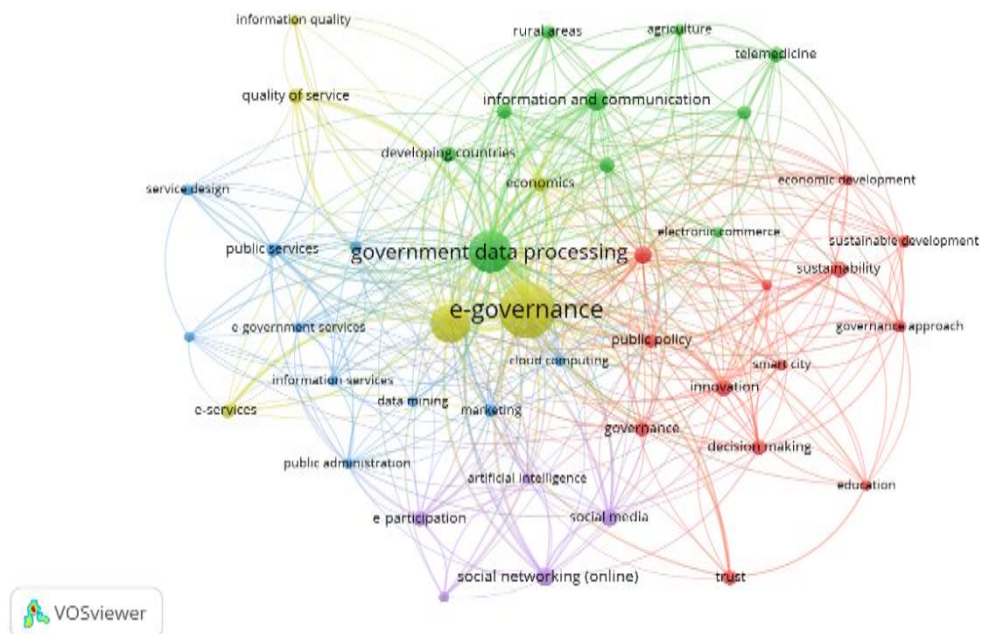 information quality
rural areas
agriculture
telemedicine
quality of service
information and communication
developing countries
economics
economic development
service design
electronic commerce
sustainable development
public services
government data processing
sustainability
e-governance
e government services
public policy
governance approach
cloud computing
smart city
information services
innovation
data mining
marketing
e-services
governance
decision making
public administration
artificial intelligence
education
e participation
social media
social networking (online)
trust
VOSviewer